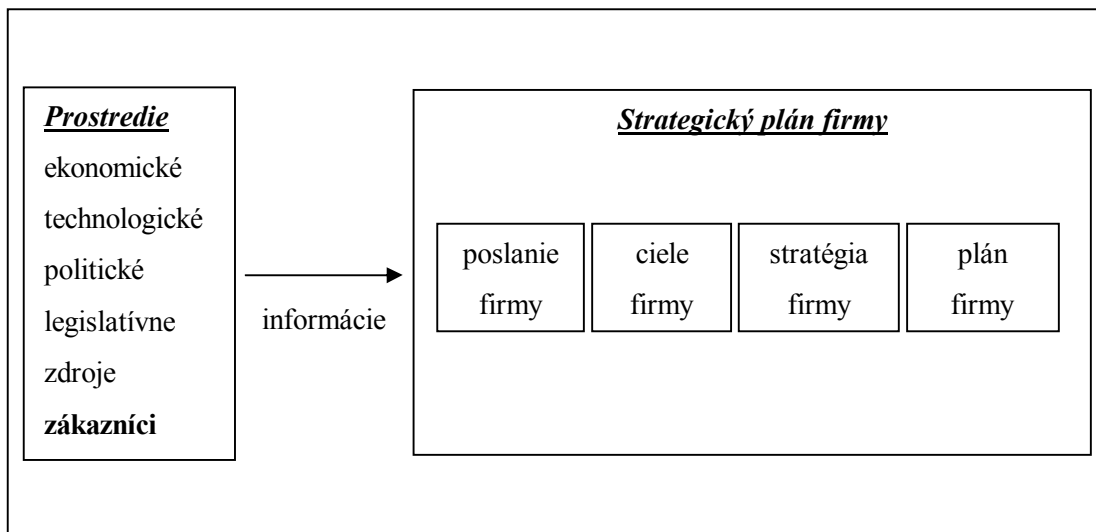 Prostredie
ekonomické
technologické
politické
legislatívne
zdroje
zákazníci
informácie
Strategický plán firmy
poslanie
firmy
ciele
firmy
stratégia
firmy
plán
firmy